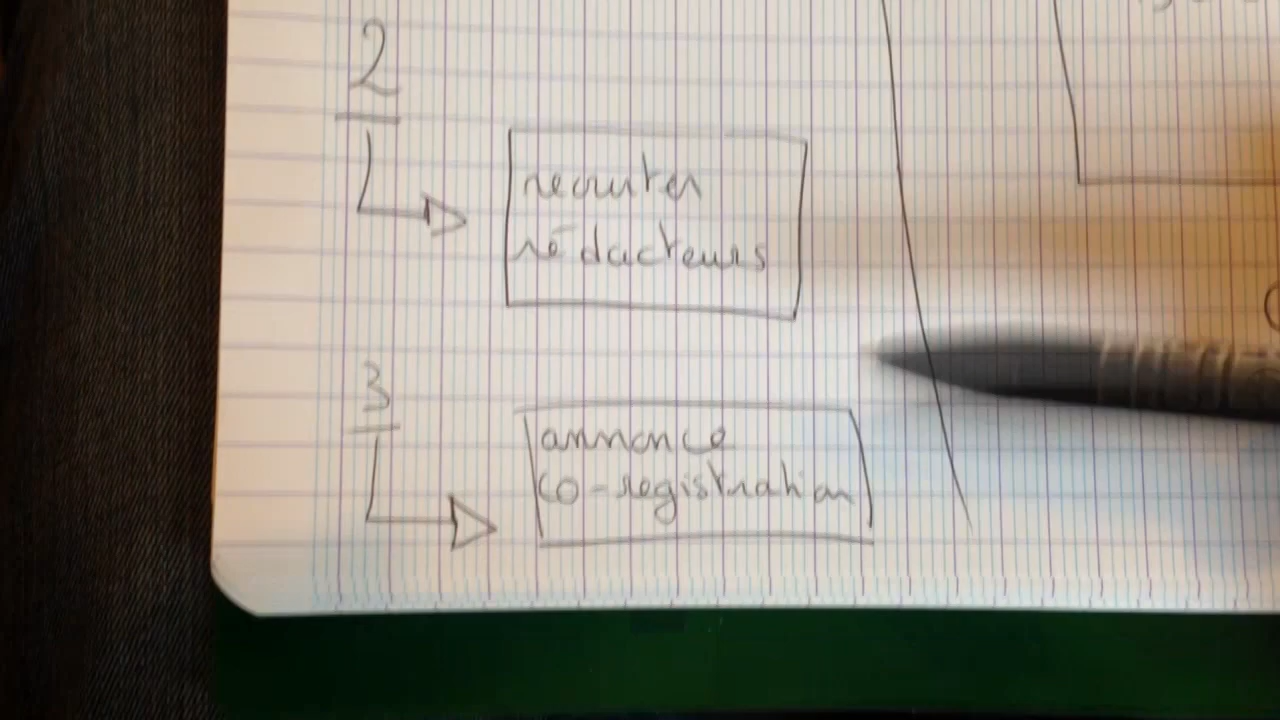 2
recruter
rédacteurs
3
annonce
co-registration